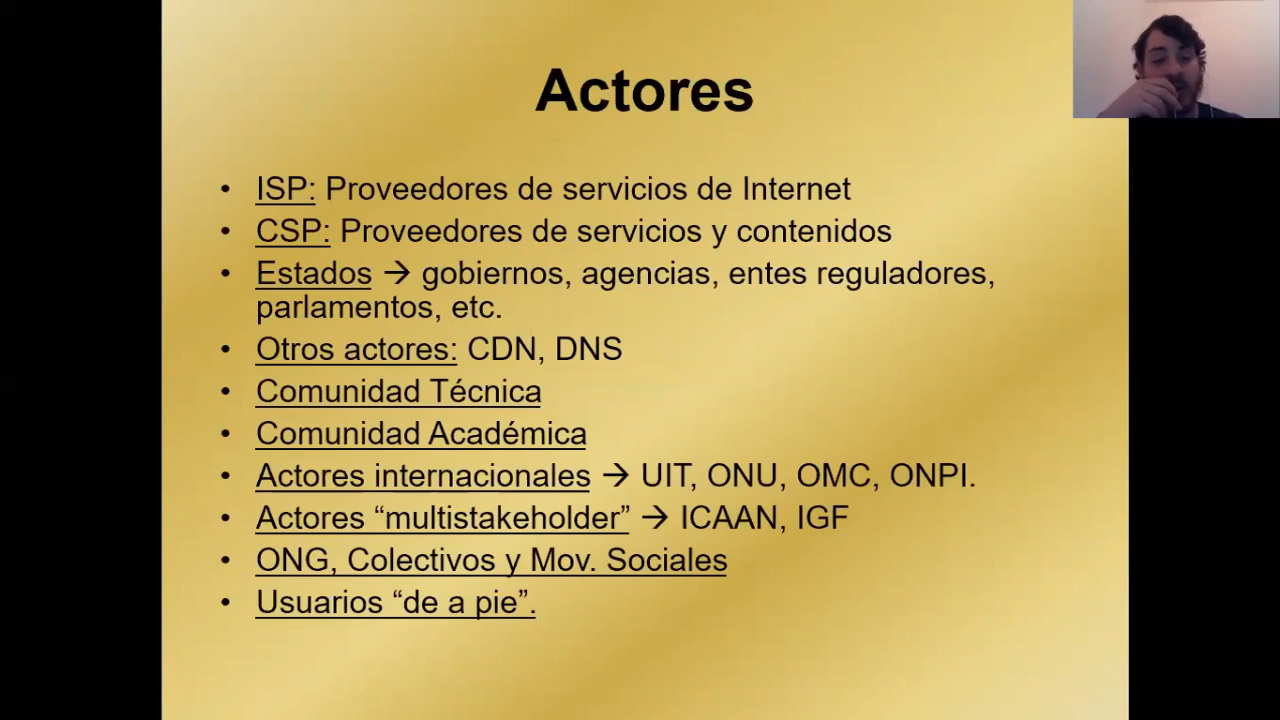 Actores
• ISP: Proveedores de servicios de Internet
• CSP: Proveedores de servicios y contenidos
• Estados → gobiernos, agencias, entes reguladores,
parlamentos, etc.
• Otros actores: CDN, DNS
• Comunidad Técnica
• Comunidad Académica
• Actores internacionales → UIT, ONU, OMC, ONPI.
• Actores “multistakeholder” → ICAAN, IGF
• ONG, Colectivos y Mov. Sociales
• Usuarios “de a pie”.